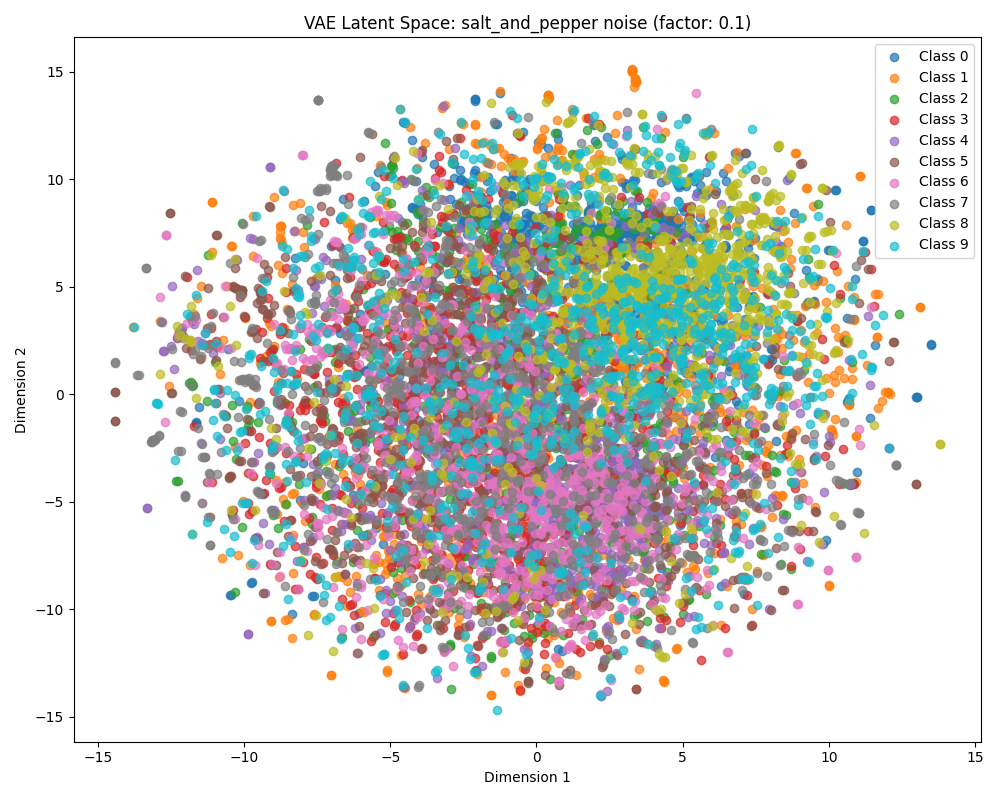 VAE Latent Space: salt_and_pepper noise (factor: 0.1)
Class 0
Class 1
Class 2
Class 3
Class 4
Class 5
Class 6
Class 7
Class 8
Class 9
15
10
5
0
−5
−10
−15
Dimension 2
−15 −10 −5 0 5 10 15
Dimension 1